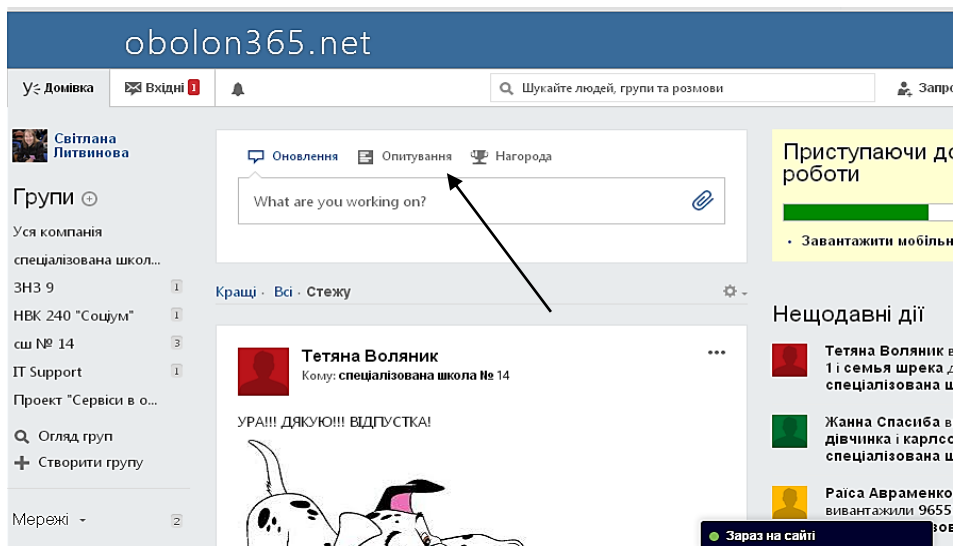 obolon365.net
Домівка
Вхідні 1
Шукайте людей, групи та розмови
Запро
Світлана
Литвинова
Групи
Уся компанія
спеціалізована школ...
ЗНЗ 9 1
НВК 240 "Соціум" 1
сш № 14 3
IT Support 1
Проект "Сервіси в о...
Огляд груп
Створити групу
Мережі 2
Оновлення Опитування Нагорода
What are you working on?
Кращі · Всі · Стежу
Тетяна Воляник
Кому: спеціалізована школа № 14
УРА!!! ДЯКУЮ!!! ВІДПУСТКА!
Приступаючи до
роботи
• Завантажити мобільн
Нещодавні дії
Тетяна Воляник в
1 і семья шрека д
спеціалізована ш
Жанна Спасиба в
дівчинка і карлсо
спеціалізована ш
Раїса Авраменко
вивантажили 9655
Зараз на сайті